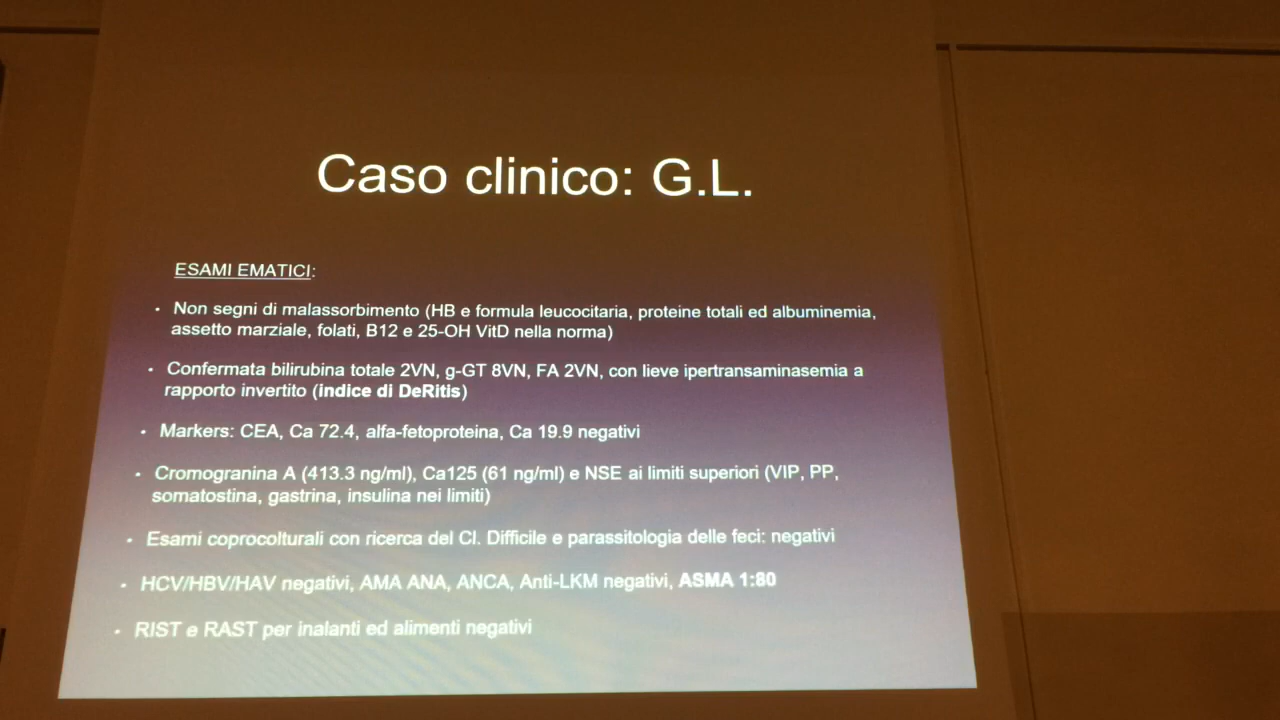 Caso clinico: G.L.
ESAMI EMATICI:
• Non segni di malassorbimento (HB e formula leucocitaria, proteine totali ed albuminemia,
assetto marziale, folati, B12 e 25-OH VitD nella norma)
• Confermata bilirubina totale 2VN, g-GT 8VN, FA 2VN, con lieve ipertransaminasemia a
rapporto invertito (indice di DeRitis)
• Markers: CEA, Ca 72.4, alfa-fetoproteina, Ca 19.9 negativi
• Cromogranina A (413.3 ng/ml), Ca125 (61 ng/ml) e NSE ai limiti superiori (VIP, PP,
somatostina, gastrina, insulina nei limiti)
• Esami coprocolturali con ricerca del Cl. Difficile e parassitologia delle feci: negativi
• HCV/HBV/HAV negativi, AMA ANA, ANCA, Anti-LKM negativi, ASMA 1:80
• RIST e RAST per inalanti ed alimenti negativi